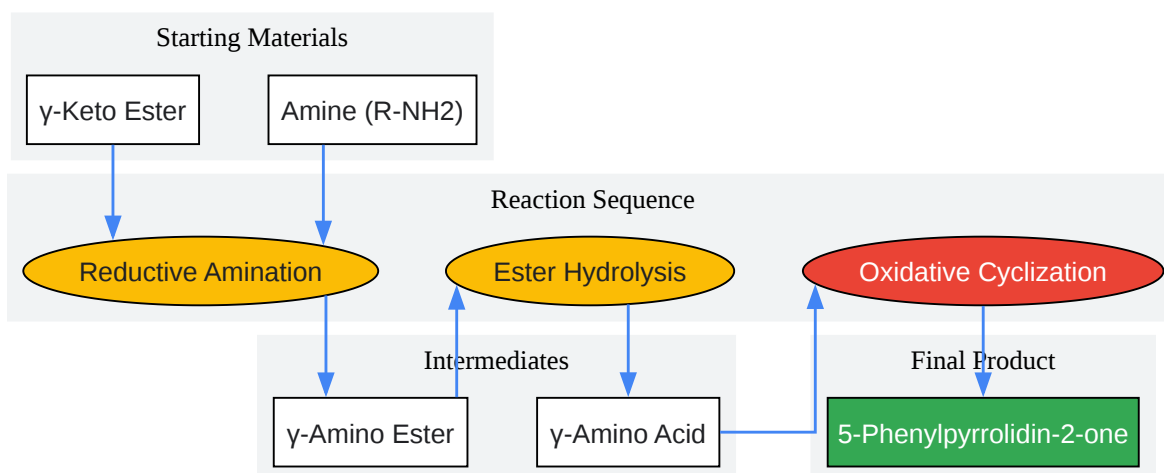 Starting Materials
γ-Keto Ester
Amine (R-NH2)
Reaction Sequence
Reductive Amination
Ester Hydrolysis
Oxidative Cyclization
Intermediates
Final Product
γ-Amino Ester
γ-Amino Acid
5-Phenylpyrrolidin-2-one